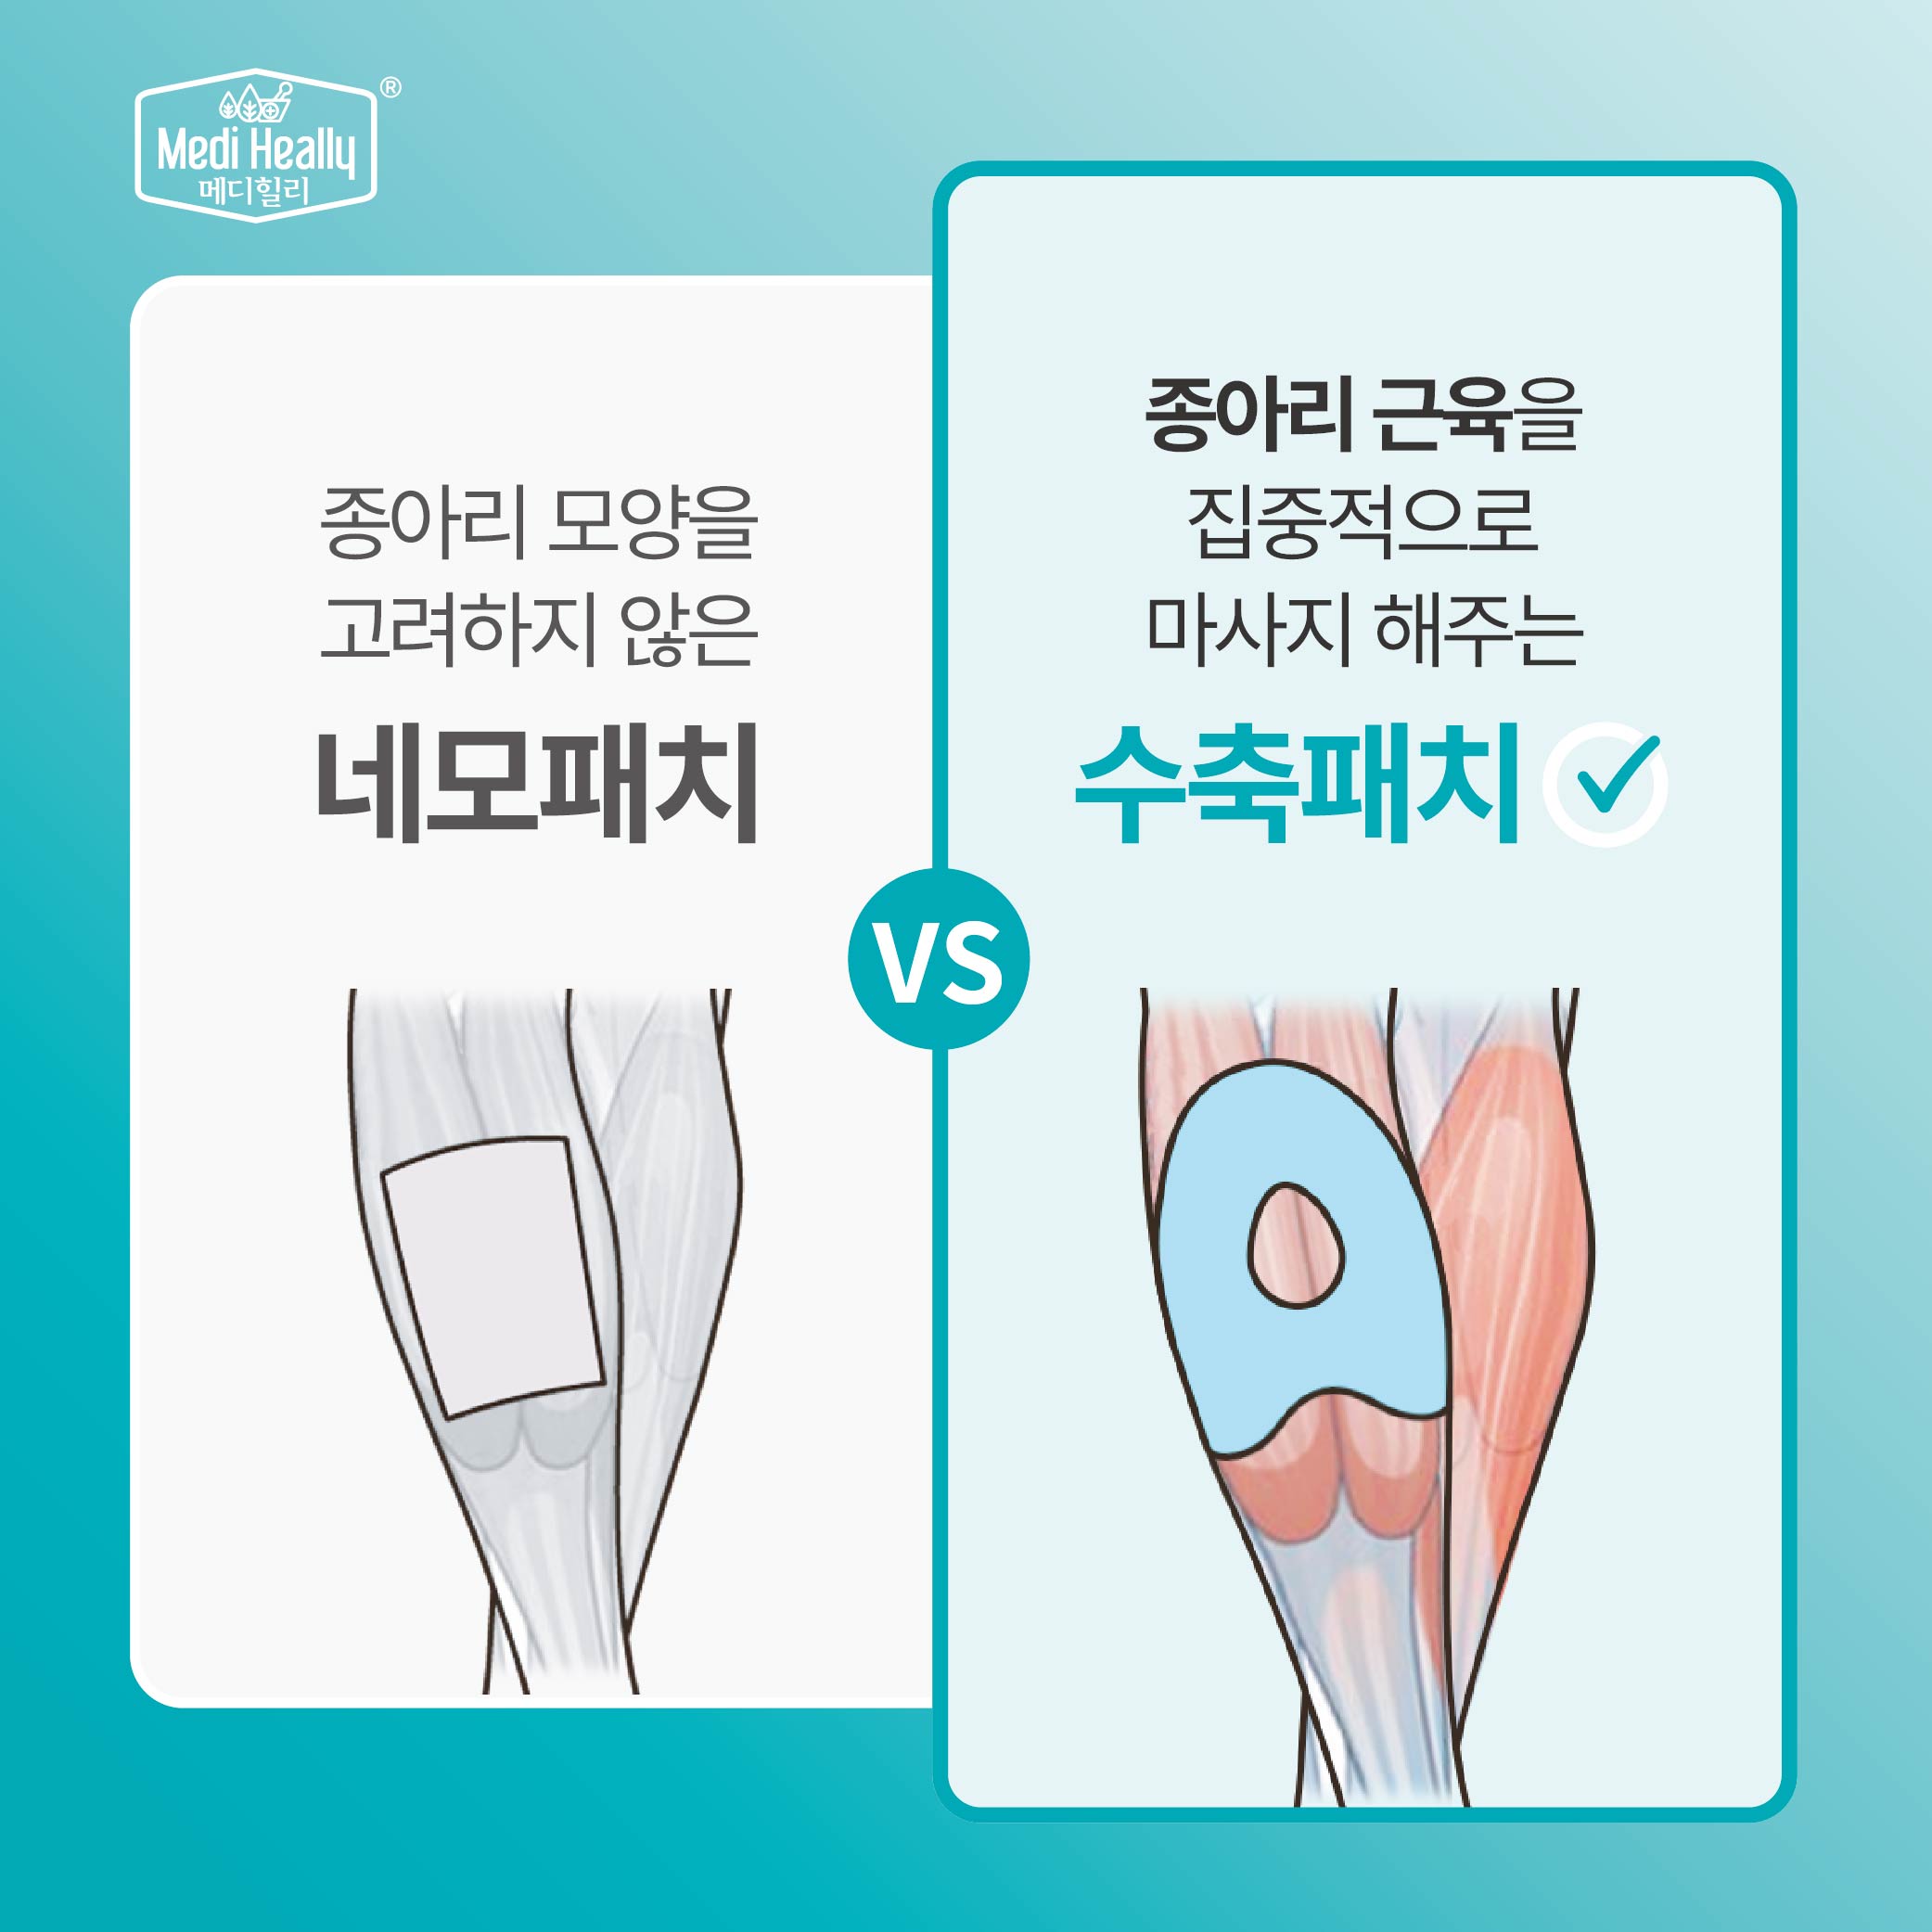 Medi Heally®
메디힐리
종아리 모양을
고려하지 않은
네모패치
VS
종아리 근육을
집중적으로
마사지 해주는
수축패치